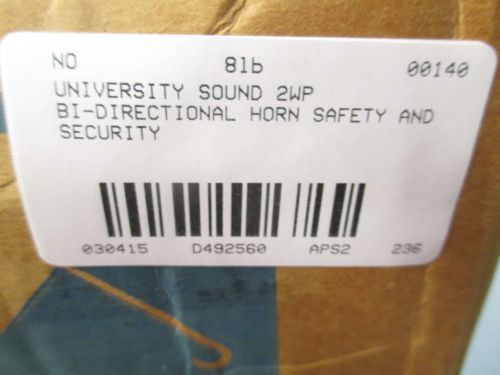 NO 8lb 00140
UNIVERSITY SOUND 2WP
BI-DIRECTIONAL HORN SAFETY AND
SECURITY
030415 D492560 APS2 236